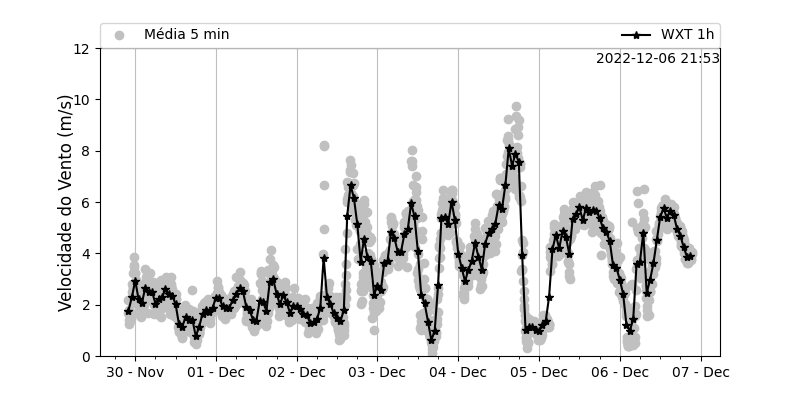 Média 5 min WXT 1h
2022-12-06 21:53
Velocidade do Vento (m/s)
12
10
8
6
4
2
0
30 - Nov 01 - Dec 02 - Dec 03 - Dec 04 - Dec 05 - Dec 06 - Dec 07 - Dec